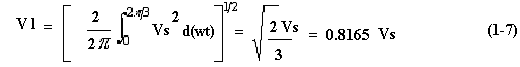 V1 = [ 2/2π ∫₀^2π/3 Vs² d(wt) ]^1/2 = √(2 Vs/3) = 0.8165 Vs (1-7)